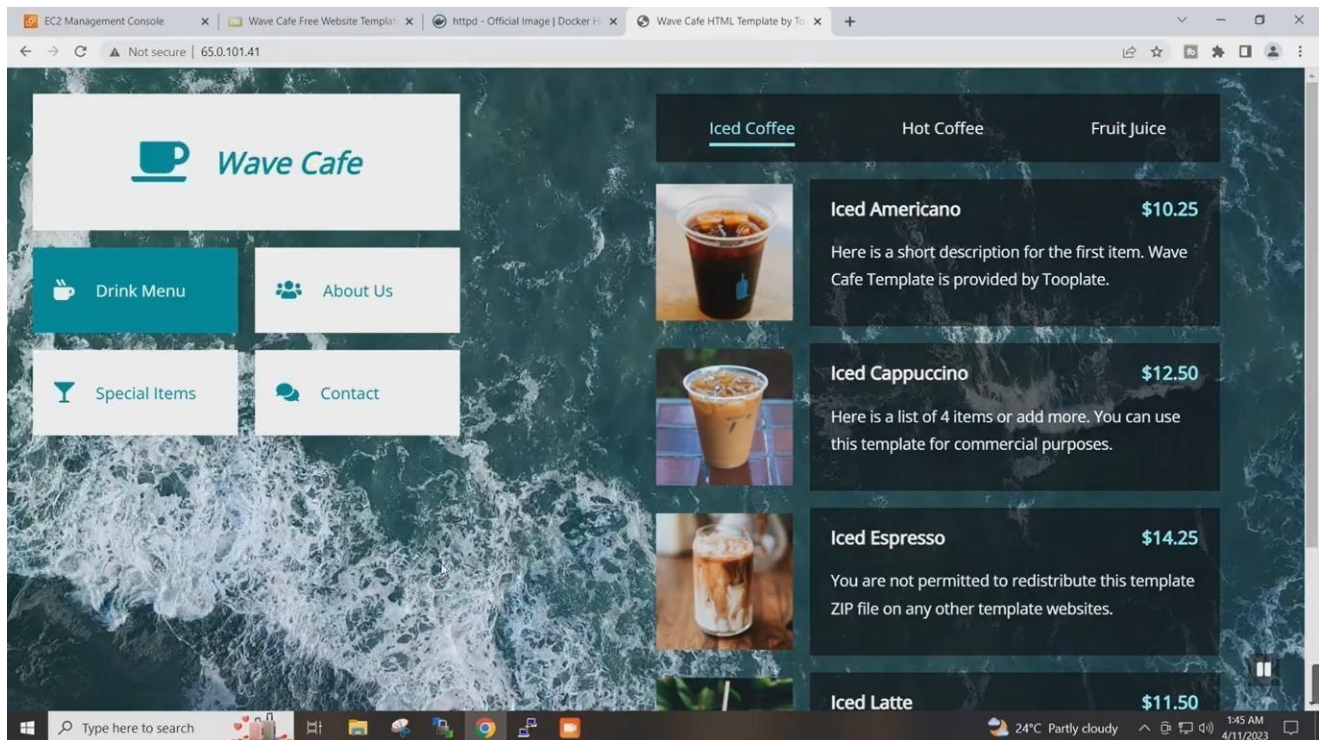 EC2 Management Console
Wave Cafe Free Website Templat
httpd - Official Image | Docker H
Wave Cafe HTML Template by To
Not secure | 65.0.101.41
Wave Cafe
Drink Menu
About Us
Special Items
Contact
Iced Coffee
Hot Coffee
Fruit Juice
Iced Americano
$10.25
Here is a short description for the first item. Wave
Cafe Template is provided by Tooplate.
Iced Cappuccino
$12.50
Here is a list of 4 items or add more. You can use
this template for commercial purposes.
Iced Espresso
$14.25
You are not permitted to redistribute this template
ZIP file on any other template websites.
Iced Latte
$11.50
Type here to search
24°C Partly cloudy
1:45 AM
4/11/2023